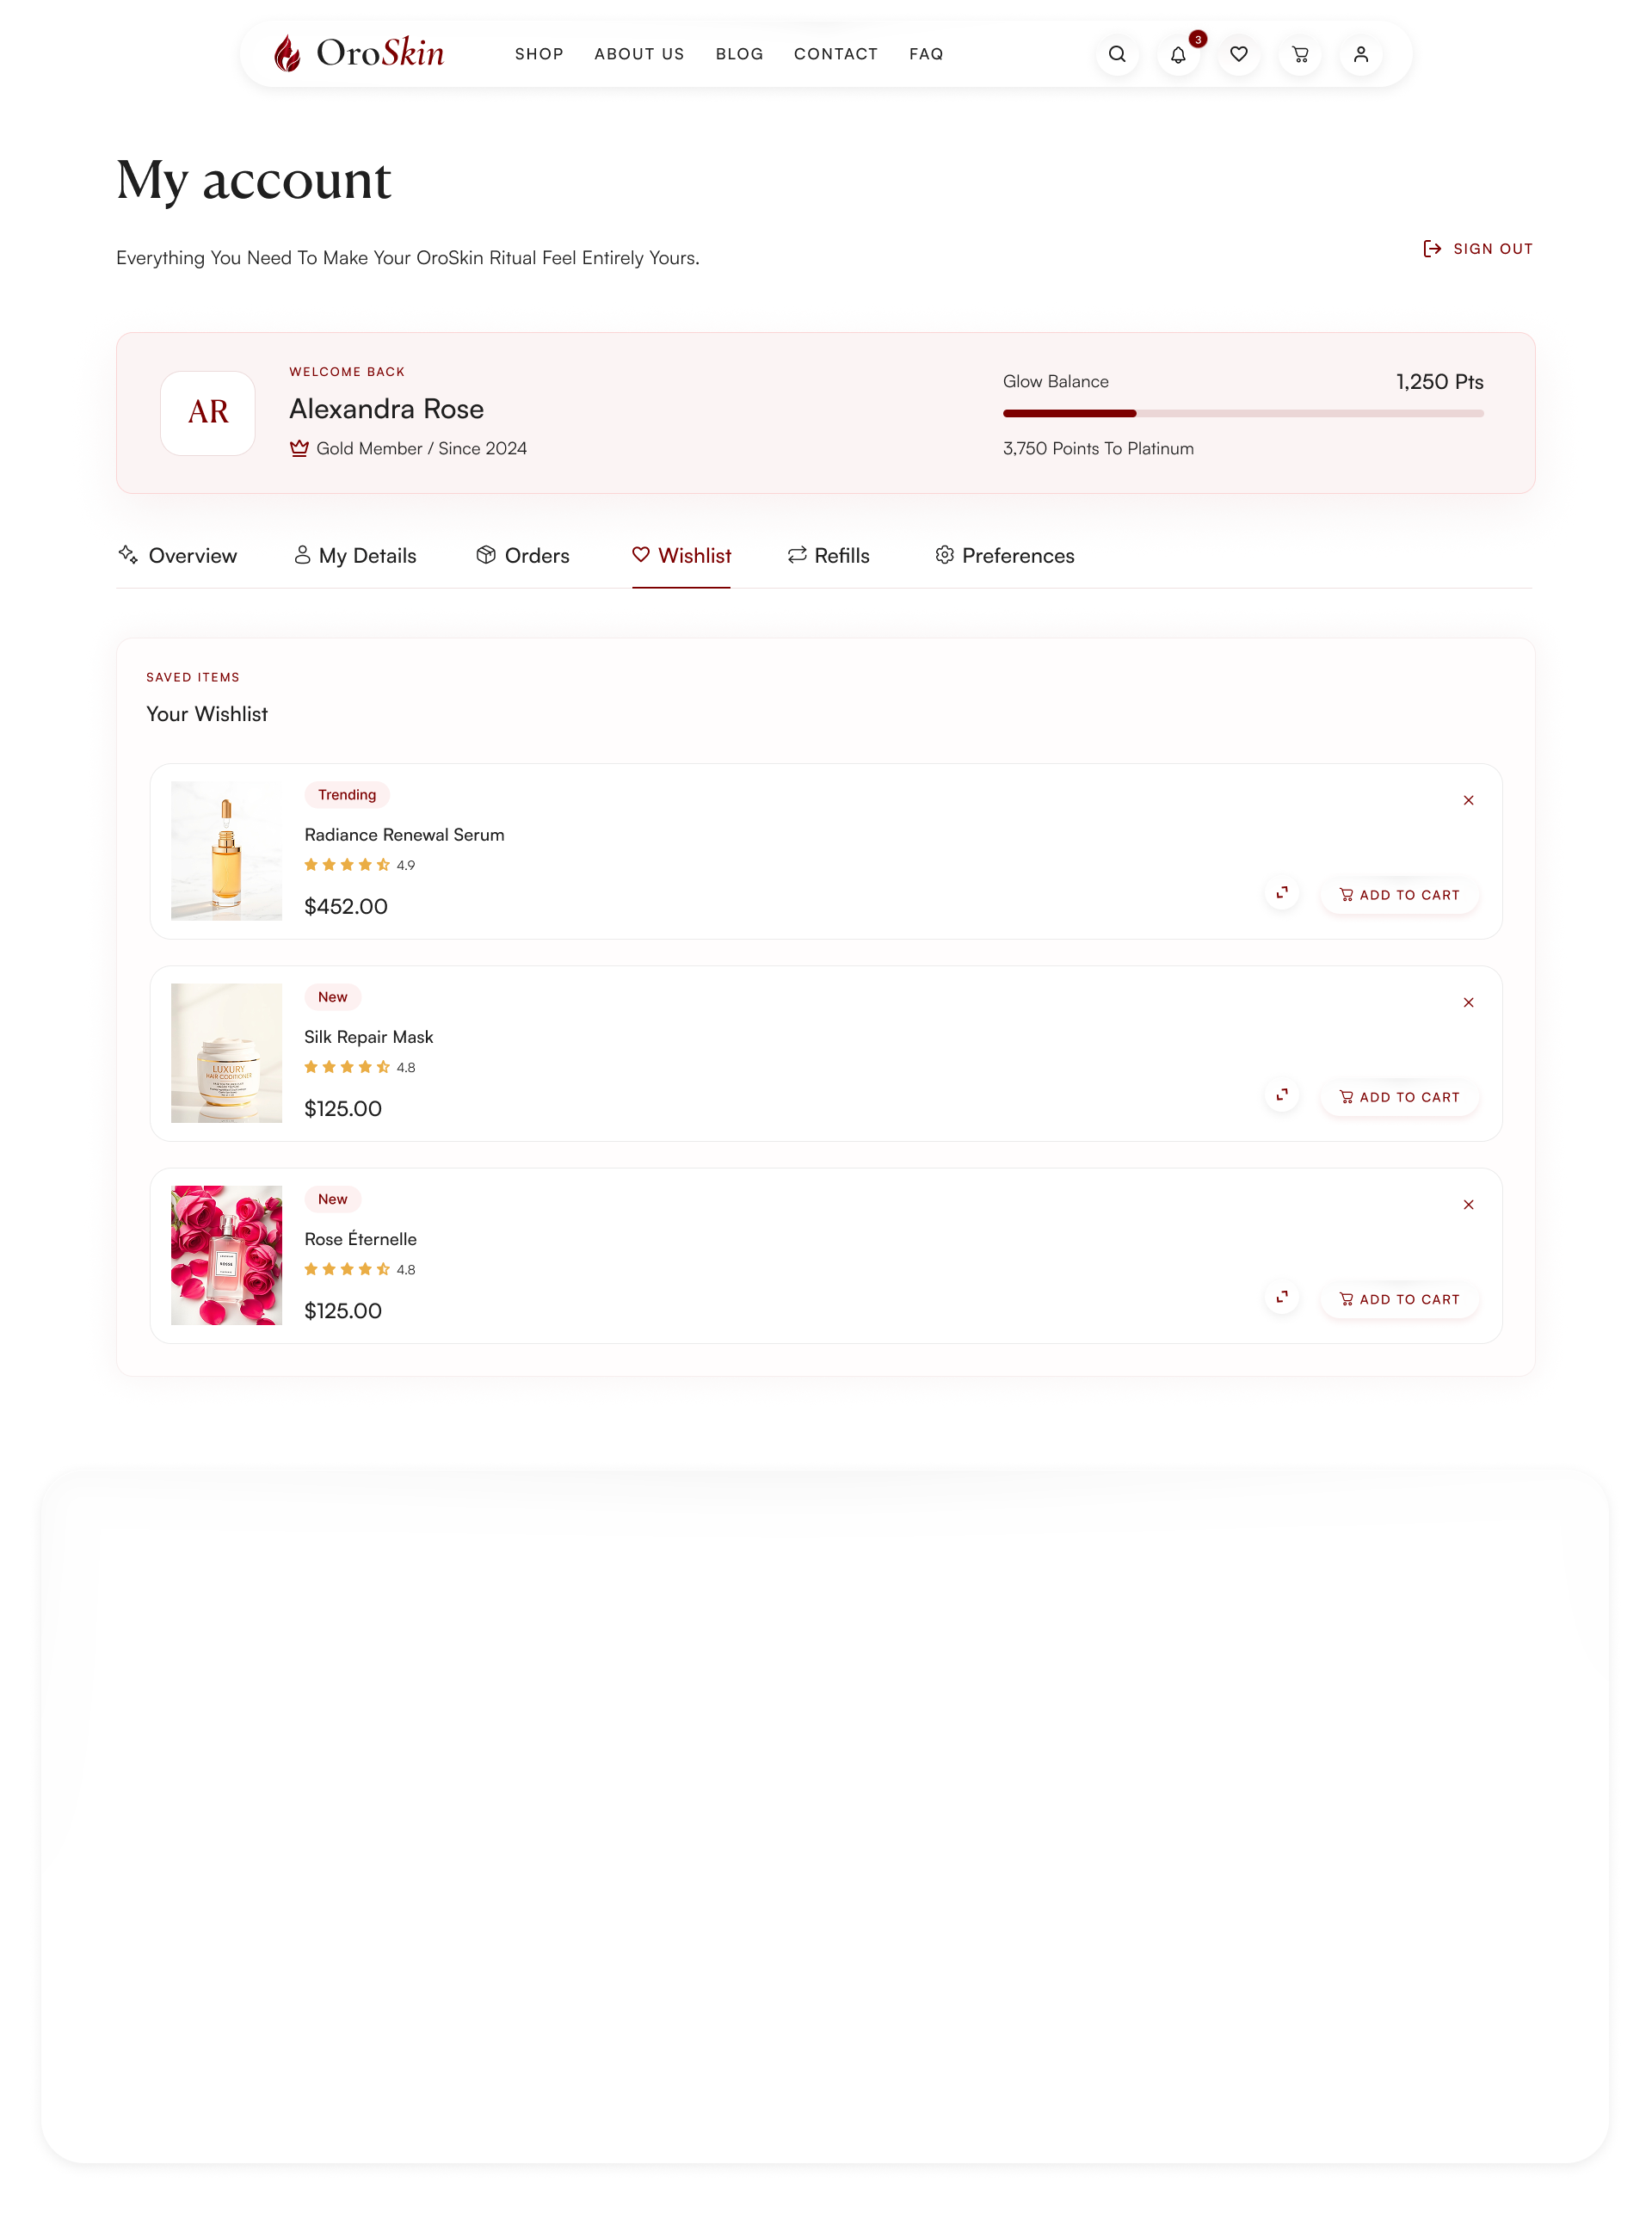 OroSkin
SHOP ABOUT US BLOG CONTACT FAQ
3
My account
Everything You Need To Make Your OroSkin Ritual Feel Entirely Yours.
SIGN OUT
AR
WELCOME BACK
Alexandra Rose
Gold Member / Since 2024
Glow Balance 1,250 Pts
3,750 Points To Platinum
Overview My Details Orders Wishlist Refills Preferences
SAVED ITEMS
Your Wishlist
Trending
Radiance Renewal Serum
4.9
$452.00
ADD TO CART
New
Silk Repair Mask
4.8
$125.00
ADD TO CART
LUXURY
HAIR CODITIONER
New
Rose Éternelle
4.8
$125.00
ADD TO CART